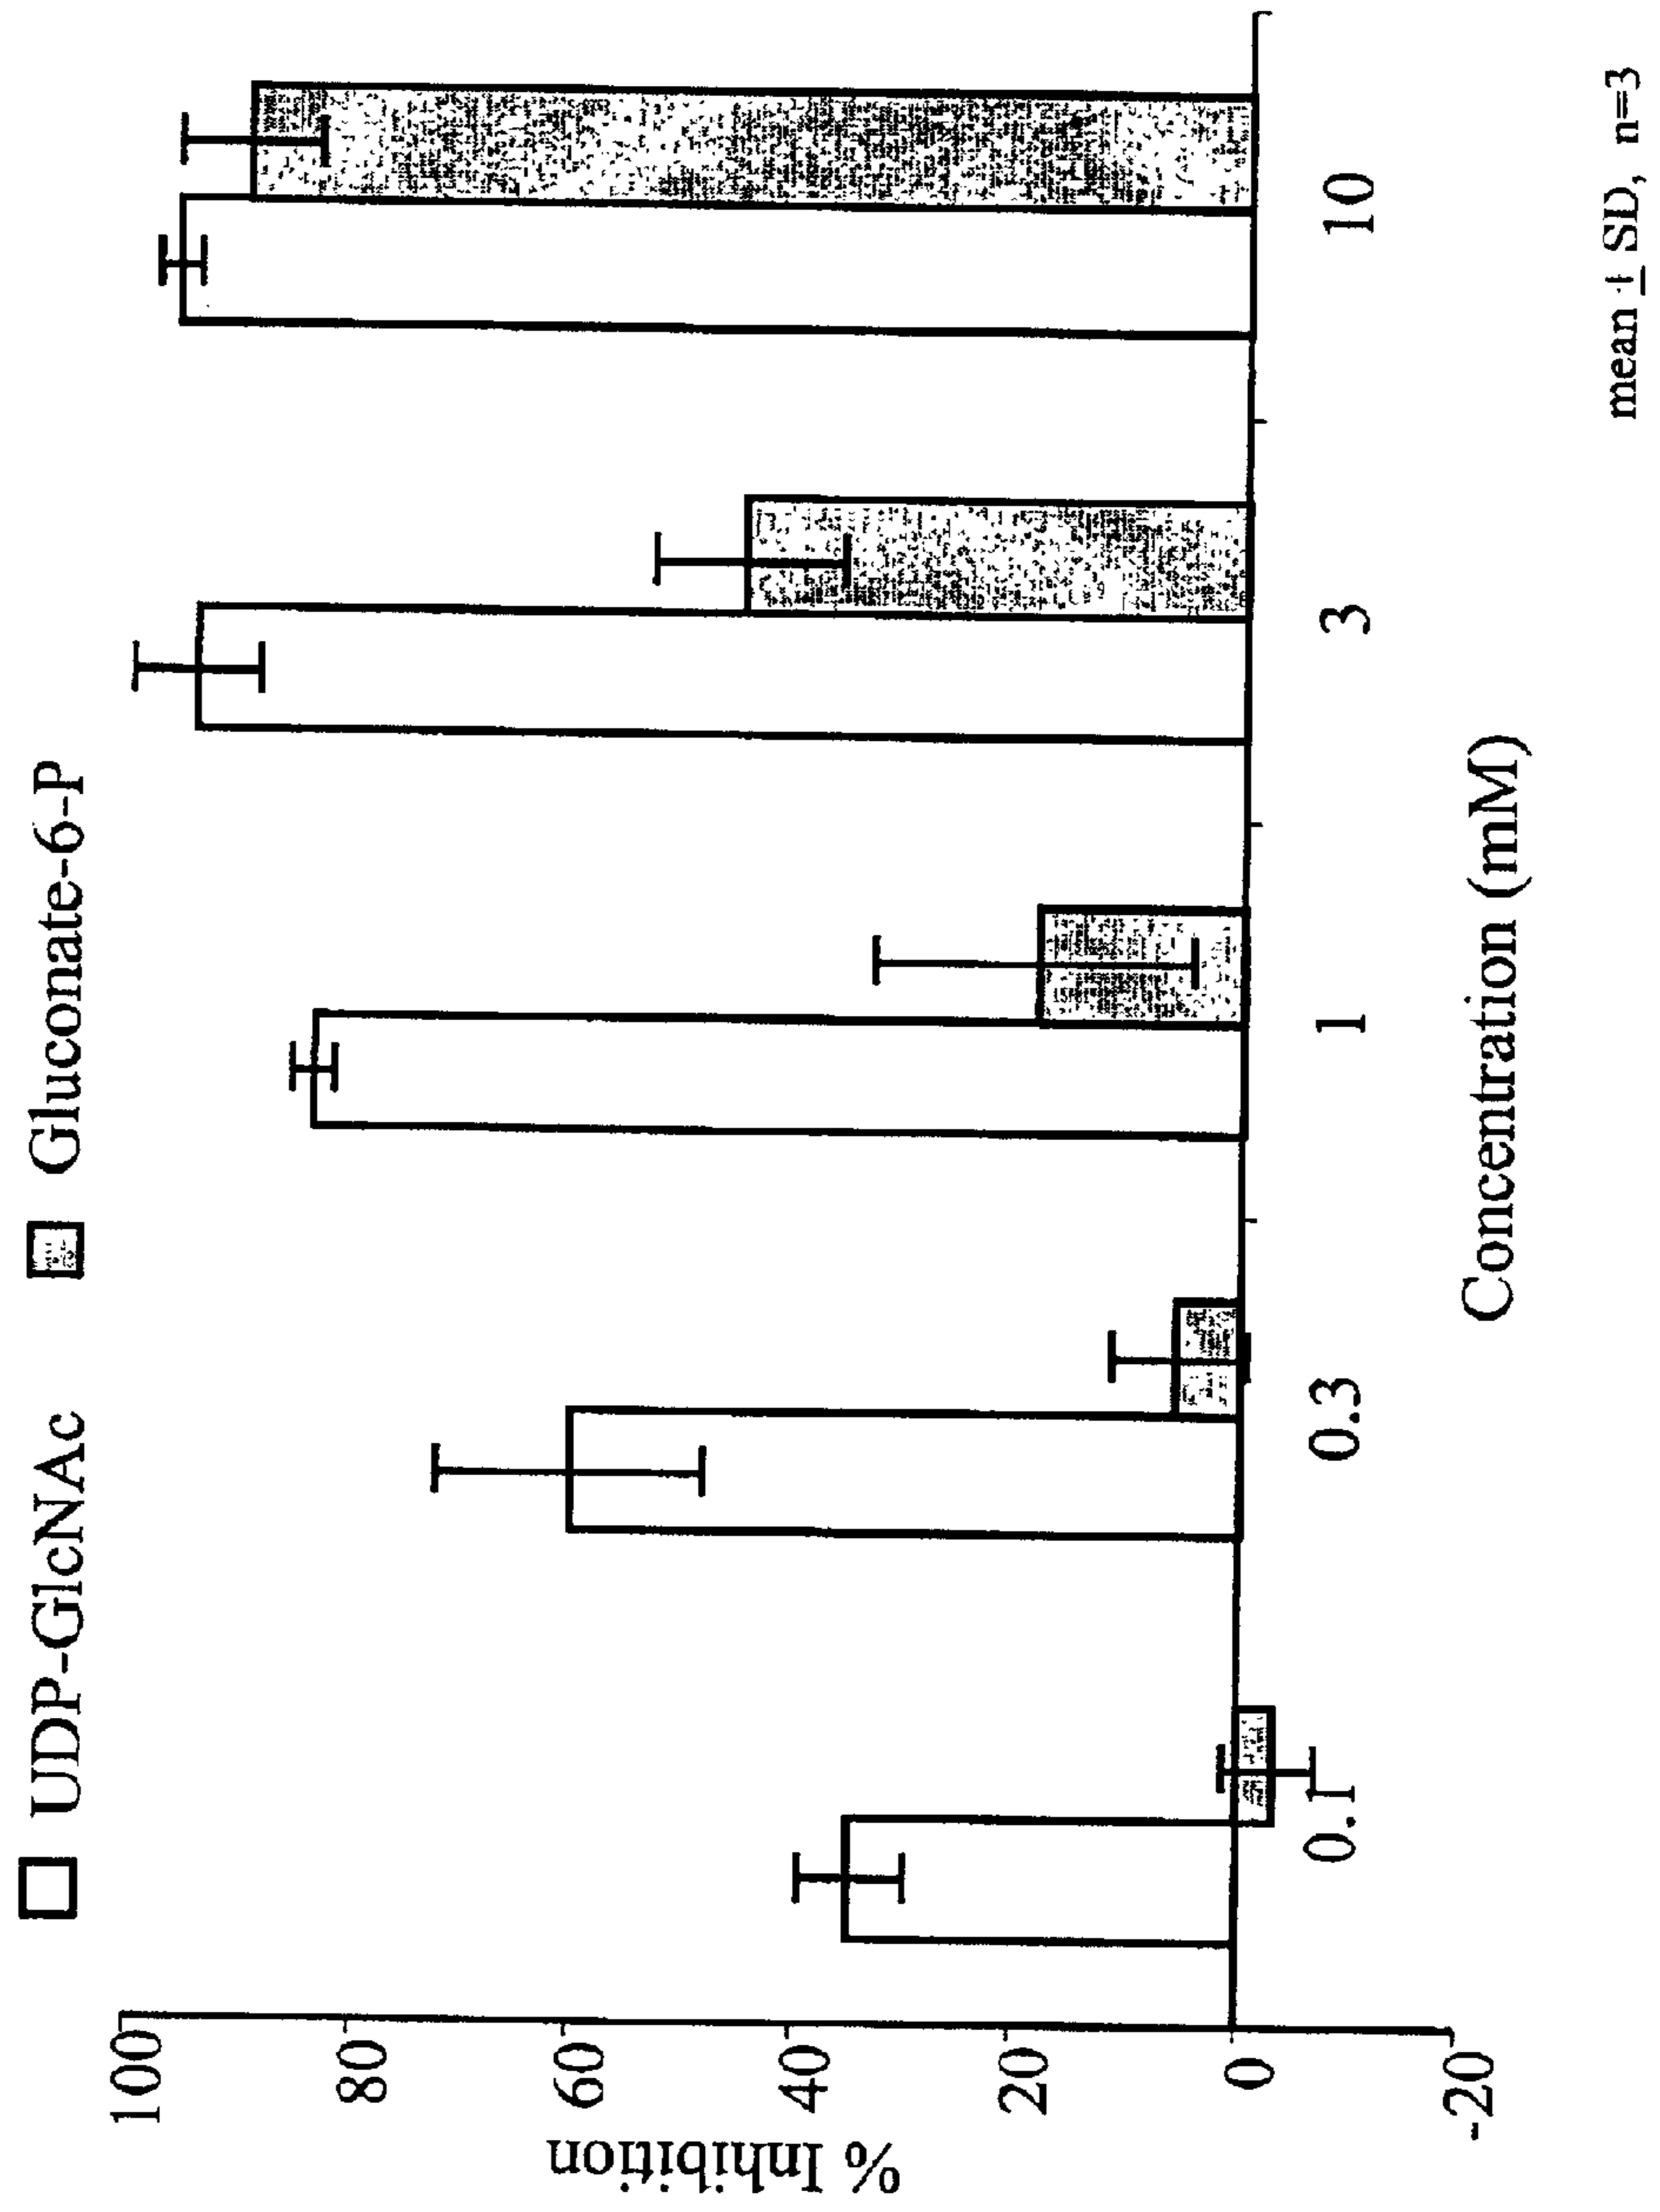 UDP-GlcNAc
Gluconate-6-P
% Inhibition
100
80
60
40
20
0
-20
0.1
0.3
1
3
10
Concentration (mM)
mean ± SD, n=3